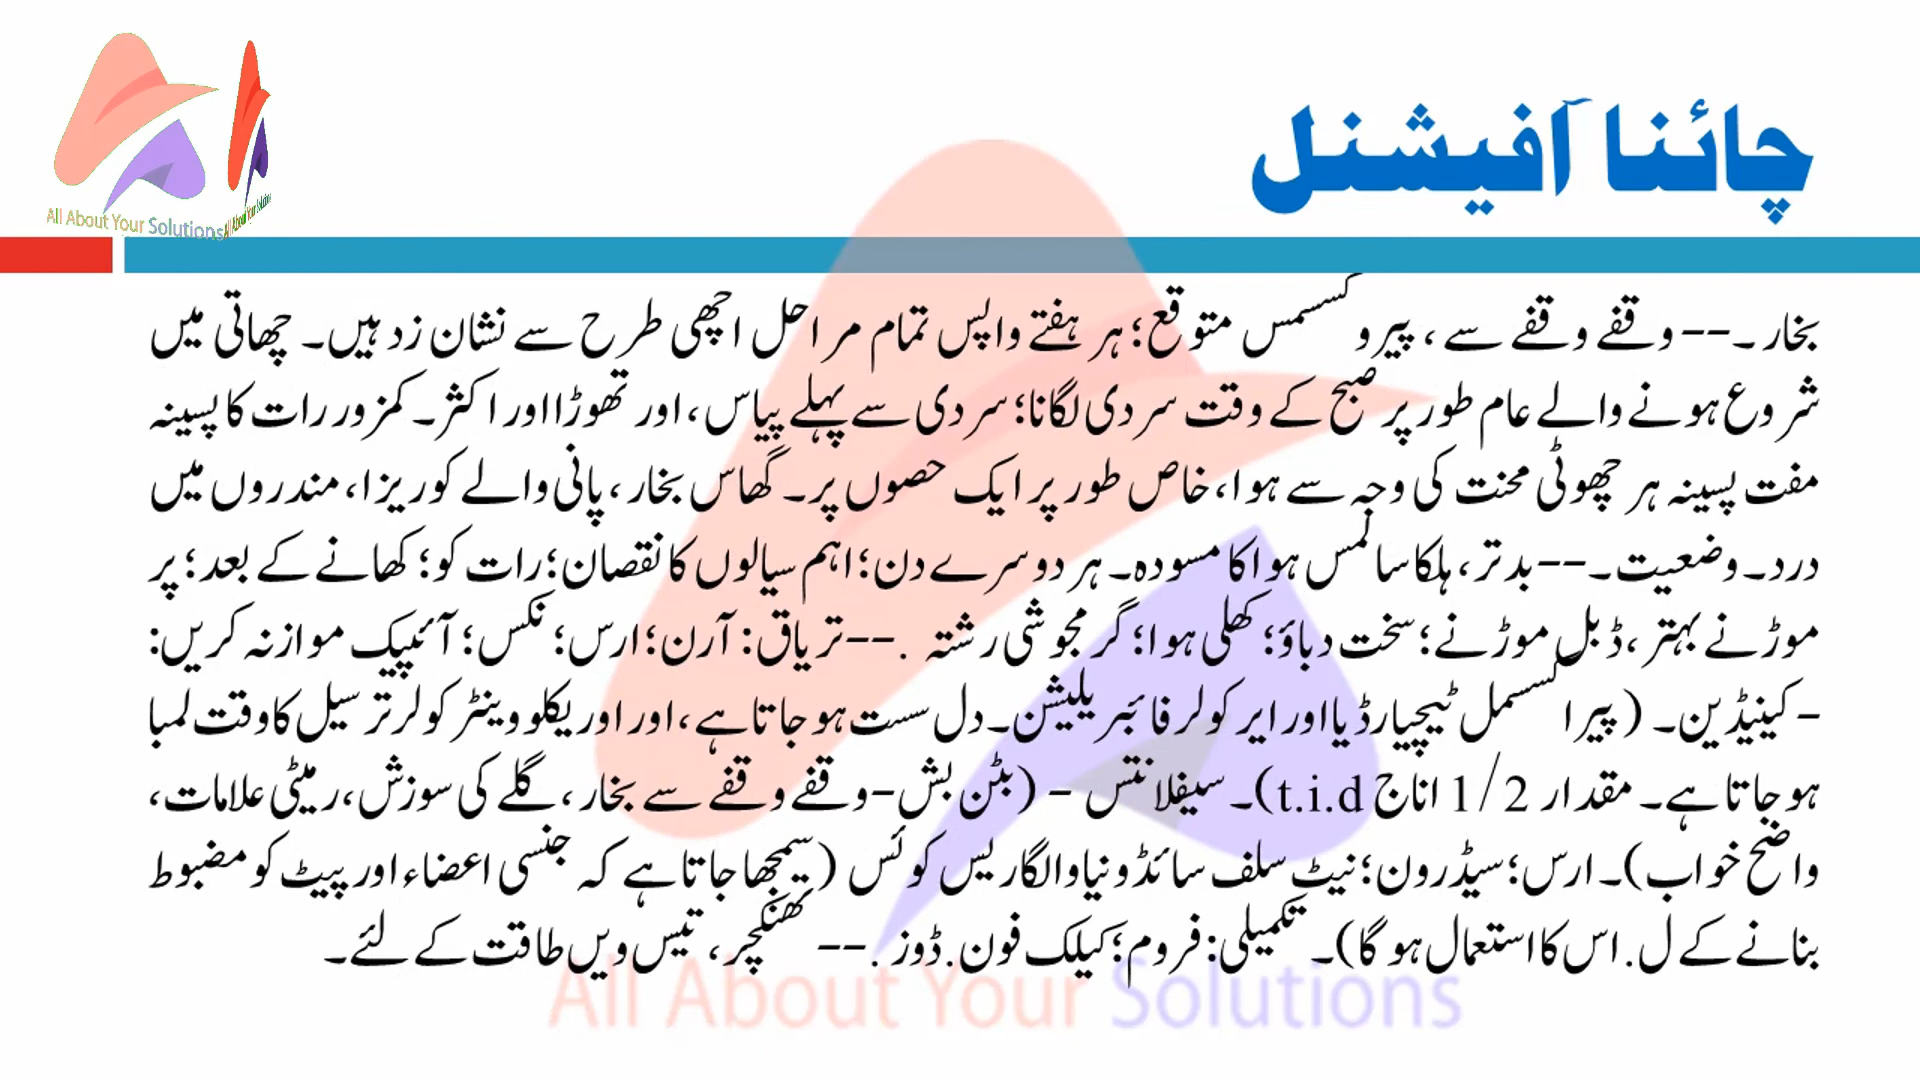 All About Your Solutions
All About Your Solutions
چائنا آفیشنل
بخار ۔-- وقفے وقفے سے ، پیرو کسمس متوقع؛ ہر ہفتے واپس تمام مراحل اچھی طرح سے نشان زد ہیں۔ چھاتی میں
شروع ہونے والے عام طور پر صبح کے وقت سردی لگانا؛ سردی سے پہلے پیاس، اور تھوڑا اور اکثر۔ کمزور رات کا پسینہ
مفت پسینہ ہر چھوٹی محنت کی وجہ سے ہوا، خاص طور پر ایک حصوں پر۔ گھاس بخار، پانی والے کوریزا، مندروں میں
درد۔ وضعیت۔-- بدتر، ہلکا سا لمس ہوا کا مسودہ۔ ہر دوسرے دن؛ اہم سیالوں کا نقصان؛ رات کو؛ کھانے کے بعد؛ پر
موڑنے بہتر، ڈبل موڑنے؛ سخت دباؤ؛ کھلی ہوا؛ گرمجوشی رشتہ .--تریاق: آرن؛ ارس؛ نکس؛ آئیپیک موازنہ کریں:
- کینیڈین۔ (پیراکسسمل ٹیچیارڈیا اور ایر کولر فائبریلیشن۔ دل سست ہو جاتا ہے، اور اوریکلو وینٹر کولر ترسیل کا وقت لمبا
ہو جاتا ہے۔ مقدار 1/2 اناج t.i.d)۔ سیفلانتس - (بٹن بش-وقفے وقفے سے بخار، گلے کی سوزش، رمیٹی علامات،
واضح خواب)۔ ارس؛ سیڈرون؛ نیٹ سلف سائڈونیا والگاریس کوئس (سمجھا جاتا ہے کہ جنسی اعضاء اور پیٹ کو مضبوط
بنانے کے ل. اس کا استعمال ہو گا)۔ تکمیلی: فروم؛ کیلک فون. ڈوز .-- ٹھنکچر، تیس ویں طاقت کے لئے۔
All About Your Solutions